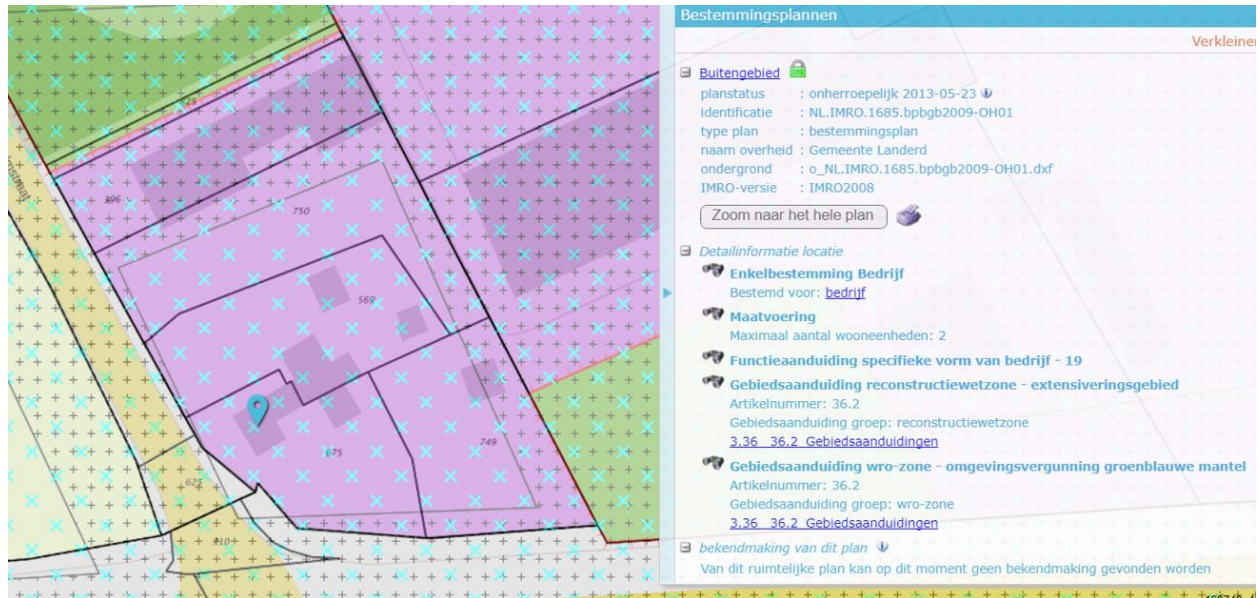 Bestemmingsplannen
Verkleiner
Buitengebied
planstatus : onherroepelijk 2013-05-23
identificatie : NL.IMRO.1685.bpbgb2009-OH01
type plan : bestemmingsplan
naam overheid : Gemeente Landerd
ondergrond : o_NL.IMRO.1685.bpbgb2009-OH01.dxf
IMRO-versie : IMRO2008
Zoom naar het hele plan
Detailinformatie locatie
Enkelbestemming Bedrijf
Bestemd voor: bedrijf
Maatvoering
Maximaal aantal wooneenheden: 2
Functieaanduiding specifieke vorm van bedrijf - 19
Gebiedsaanduiding reconstructiewetzone - extensiveringsgebied
Artikelnummer: 36.2
Gebiedsaanduiding groep: reconstructiewetzone
3.36 36.2 Gebiedsaanduidingen
Gebiedsaanduiding wro-zone - omgevingsvergunning groenblauwe mantel
Artikelnummer: 36.2
Gebiedsaanduiding groep: wro-zone
3.36 36.2 Gebiedsaanduidingen
bekendmaking van dit plan
Van dit ruimtelijke plan kan op dit moment geen bekendmaking gevonden worden
625
396
750
569
675
749
625